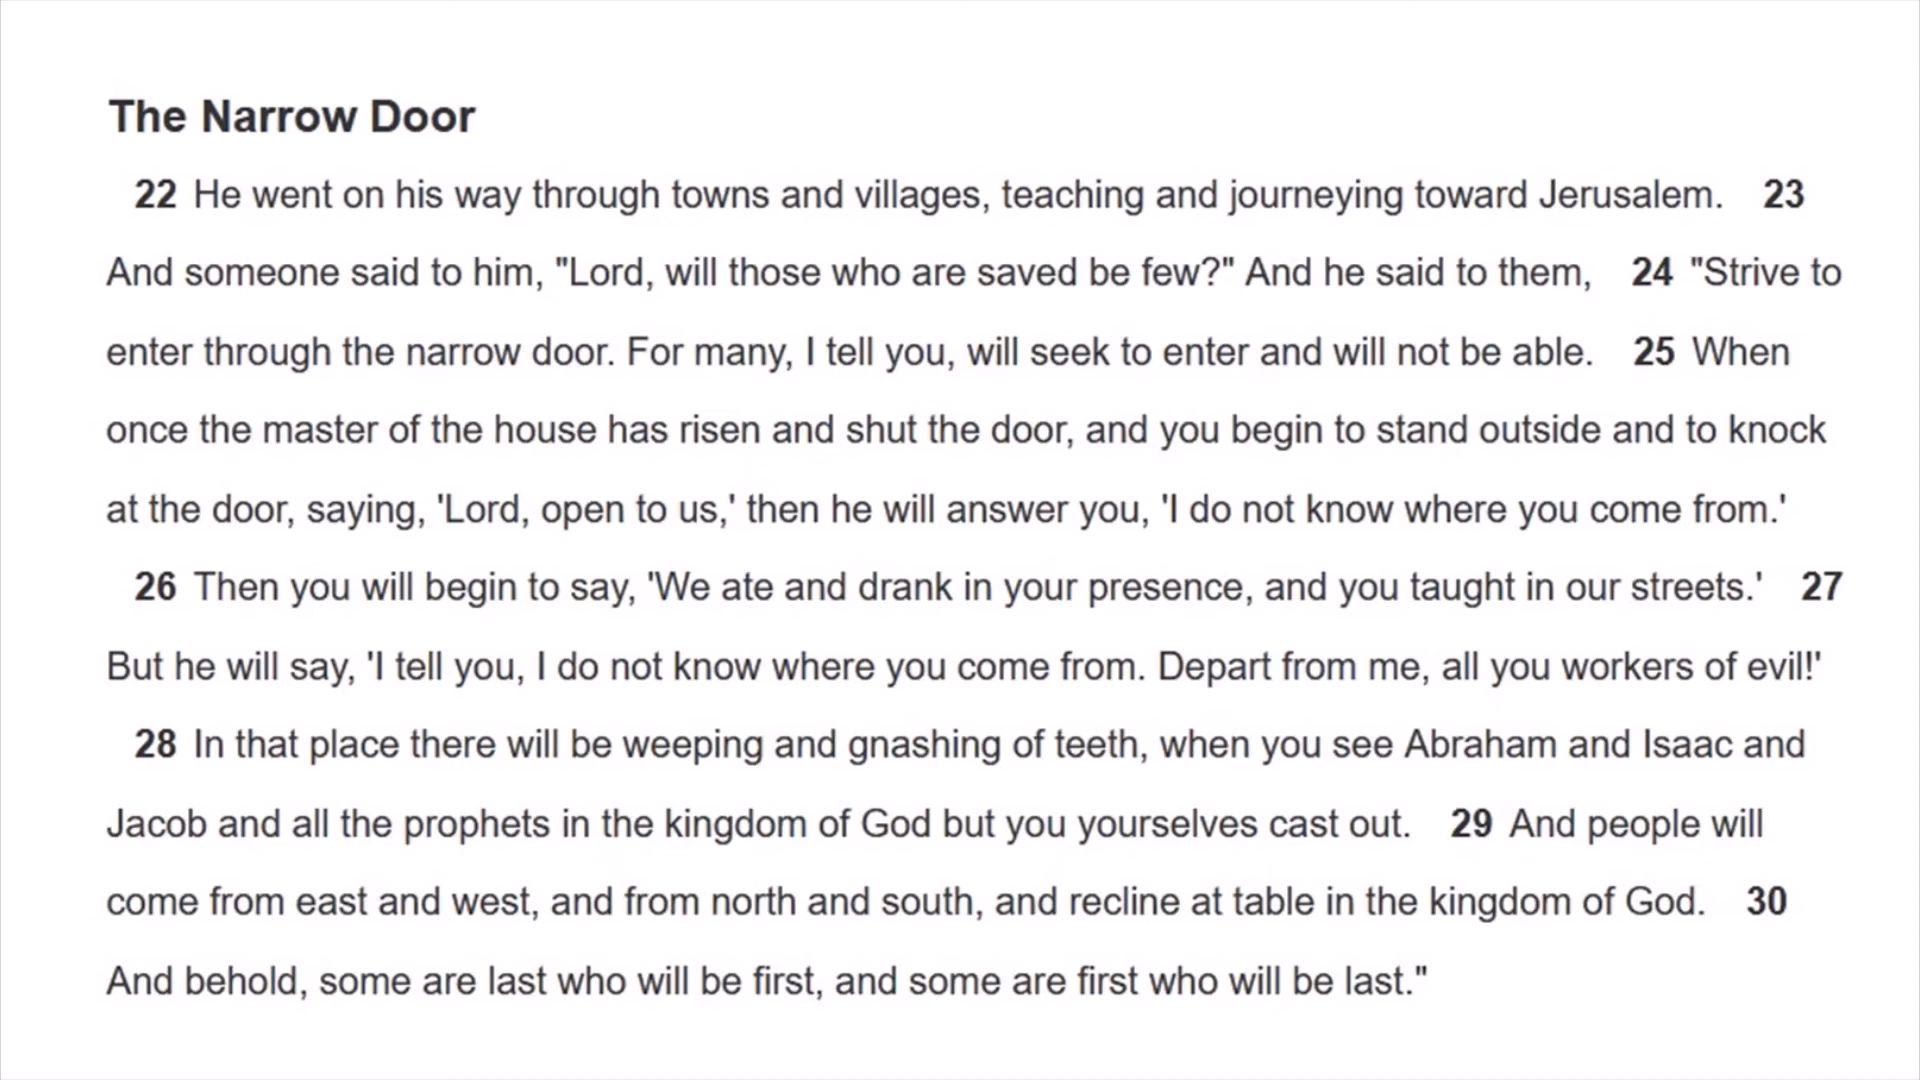 The Narrow Door
22 He went on his way through towns and villages, teaching and journeying toward Jerusalem. 23
And someone said to him, "Lord, will those who are saved be few?" And he said to them, 24 "Strive to
enter through the narrow door. For many, I tell you, will seek to enter and will not be able. 25 When
once the master of the house has risen and shut the door, and you begin to stand outside and to knock
at the door, saying, 'Lord, open to us,' then he will answer you, 'I do not know where you come from.'
26 Then you will begin to say, 'We ate and drank in your presence, and you taught in our streets.' 27
But he will say, 'I tell you, I do not know where you come from. Depart from me, all you workers of evil!'
28 In that place there will be weeping and gnashing of teeth, when you see Abraham and Isaac and
Jacob and all the prophets in the kingdom of God but you yourselves cast out. 29 And people will
come from east and west, and from north and south, and recline at table in the kingdom of God. 30
And behold, some are last who will be first, and some are first who will be last."